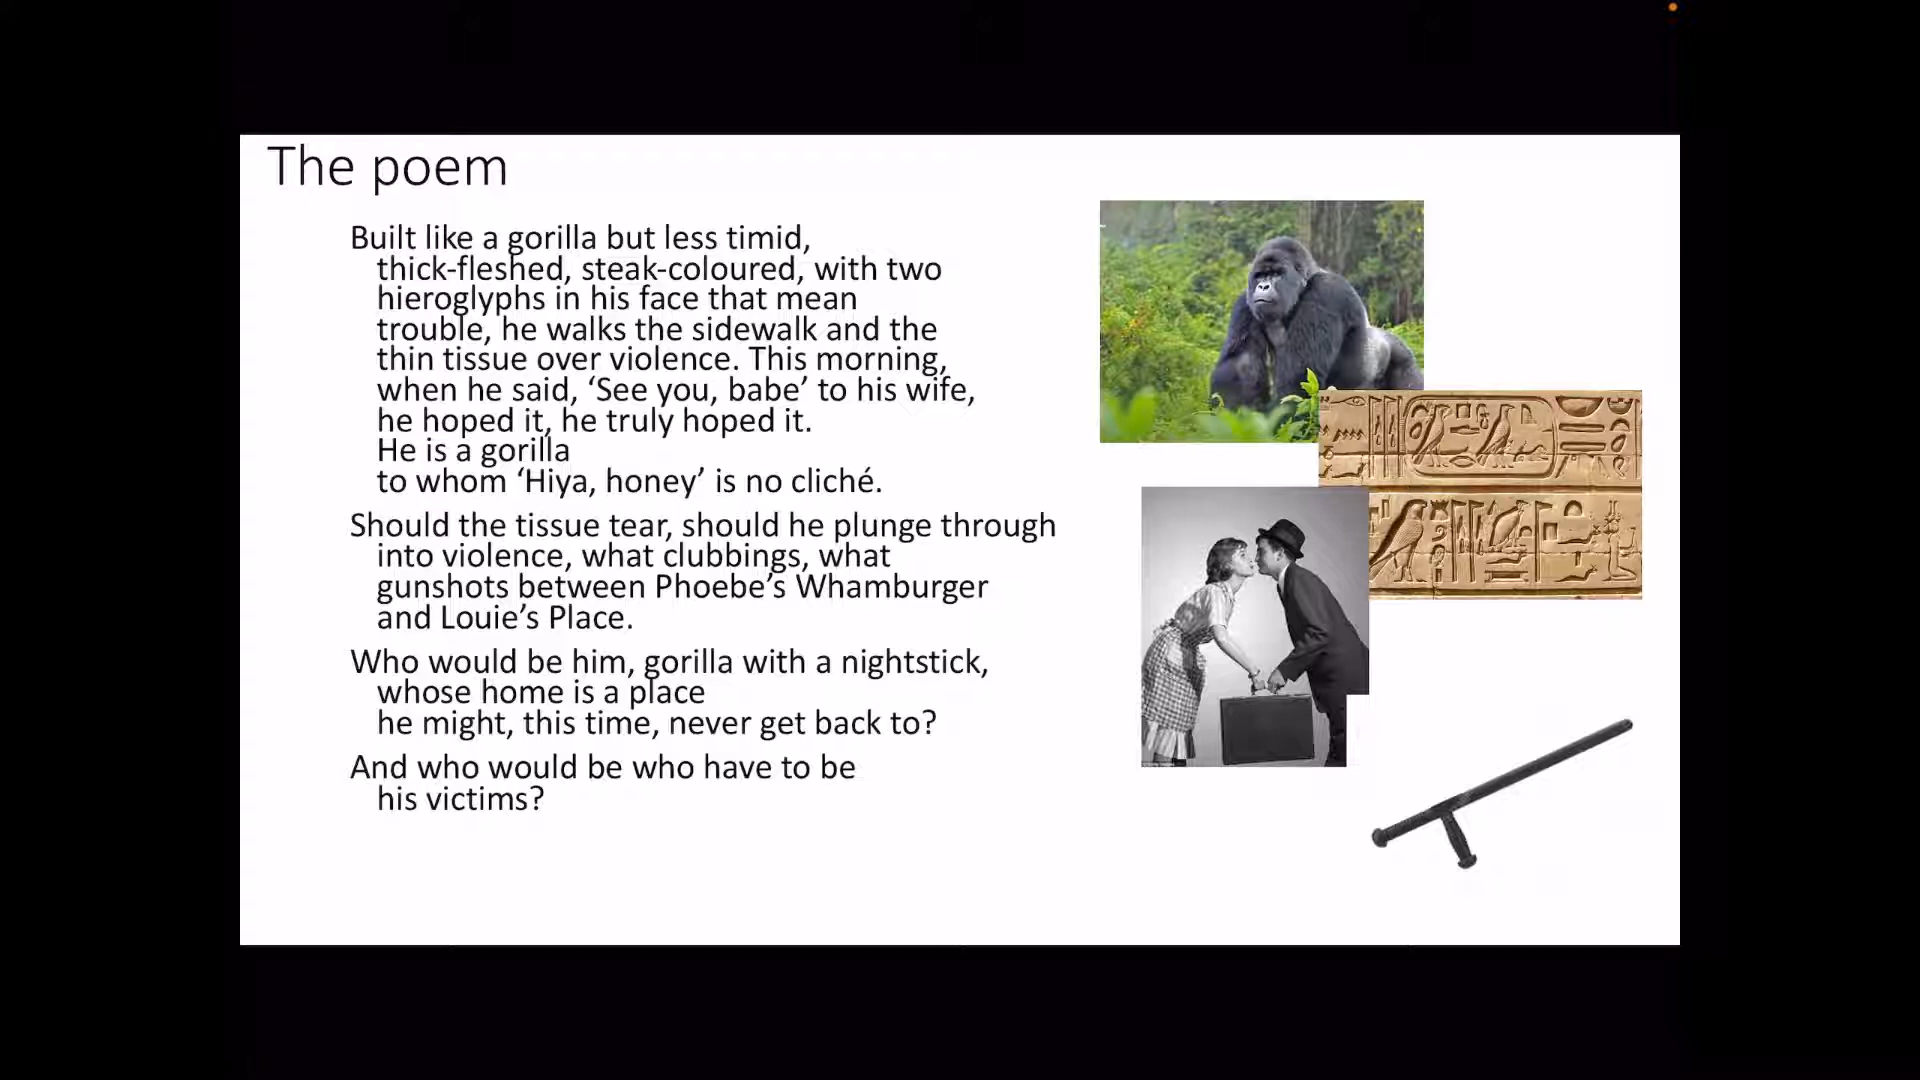 The poem
Built like a gorilla but less timid,
thick-fleshed, steak-coloured, with two
hieroglyphs in his face that mean
trouble, he walks the sidewalk and the
thin tissue over violence. This morning,
when he said, ‘See you, babe’ to his wife,
he hoped it, he truly hoped it.
He is a gorilla
to whom ‘Hiya, honey’ is no cliché.
Should the tissue tear, should he plunge through
into violence, what clubbings, what
gunshots between Phoebe’s Whamburger
and Louie’s Place.
Who would be him, gorilla with a nightstick,
whose home is a place
he might, this time, never get back to?
And who would be who have to be
his victims?